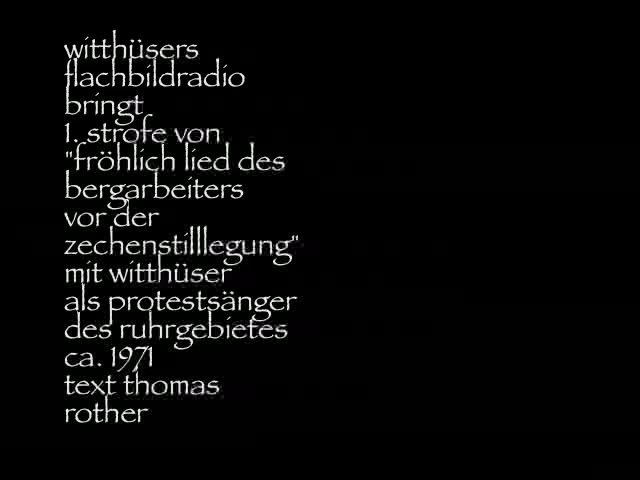 witthüsers
flachbildradio
bringt
1. strofe von
"fröhlich lied des
bergarbeiters
vor der
zechenstilllegung"
mit witthüser
als protestsänger
des ruhrgebietes
ca. 1971
text thomas
rother